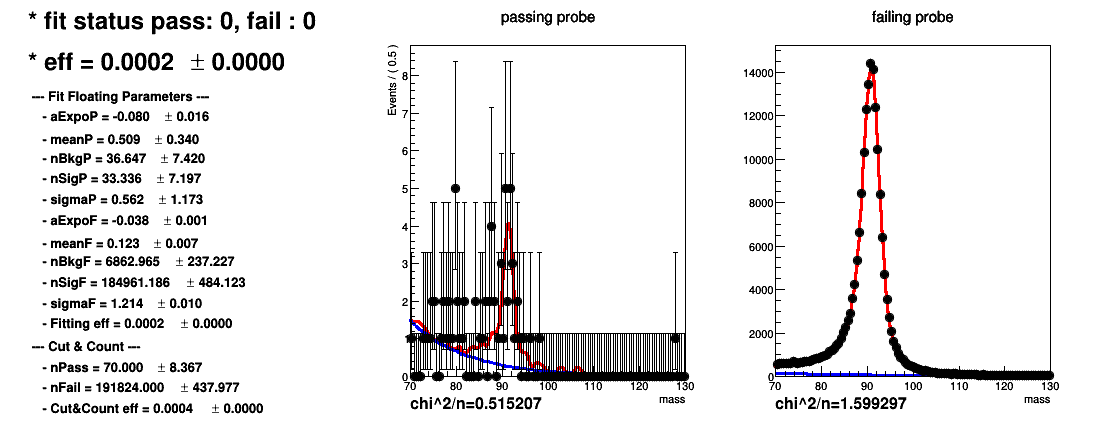 * fit status pass: 0, fail : 0
* eff = 0.0002 ± 0.0000
--- Fit Floating Parameters ---
- aExpoP = -0.080 ± 0.016
- meanP = 0.509 ± 0.340
- nBkgP = 36.647 ± 7.420
- nSigP = 33.336 ± 7.197
- sigmaP = 0.562 ± 1.173
- aExpoF = -0.038 ± 0.001
- meanF = 0.123 ± 0.007
- nBkgF = 6862.965 ± 237.227
- nSigF = 184961.186 ± 484.123
- sigmaF = 1.214 ± 0.010
- Fitting eff = 0.0002 ± 0.0000
--- Cut & Count ---
- nPass = 70.000 ± 8.367
- nFail = 191824.000 ± 437.977
- Cut&Count eff = 0.0004 ± 0.0000
passing probe
Events / ( 0.5 )
8
7
6
5
4
3
2
1
0
70 80 90 100 110 120 130
mass
chi^2/n=0.515207
failing probe
14000
12000
10000
8000
6000
4000
2000
0
70 80 90 100 110 120 130
mass
chi^2/n=1.599297